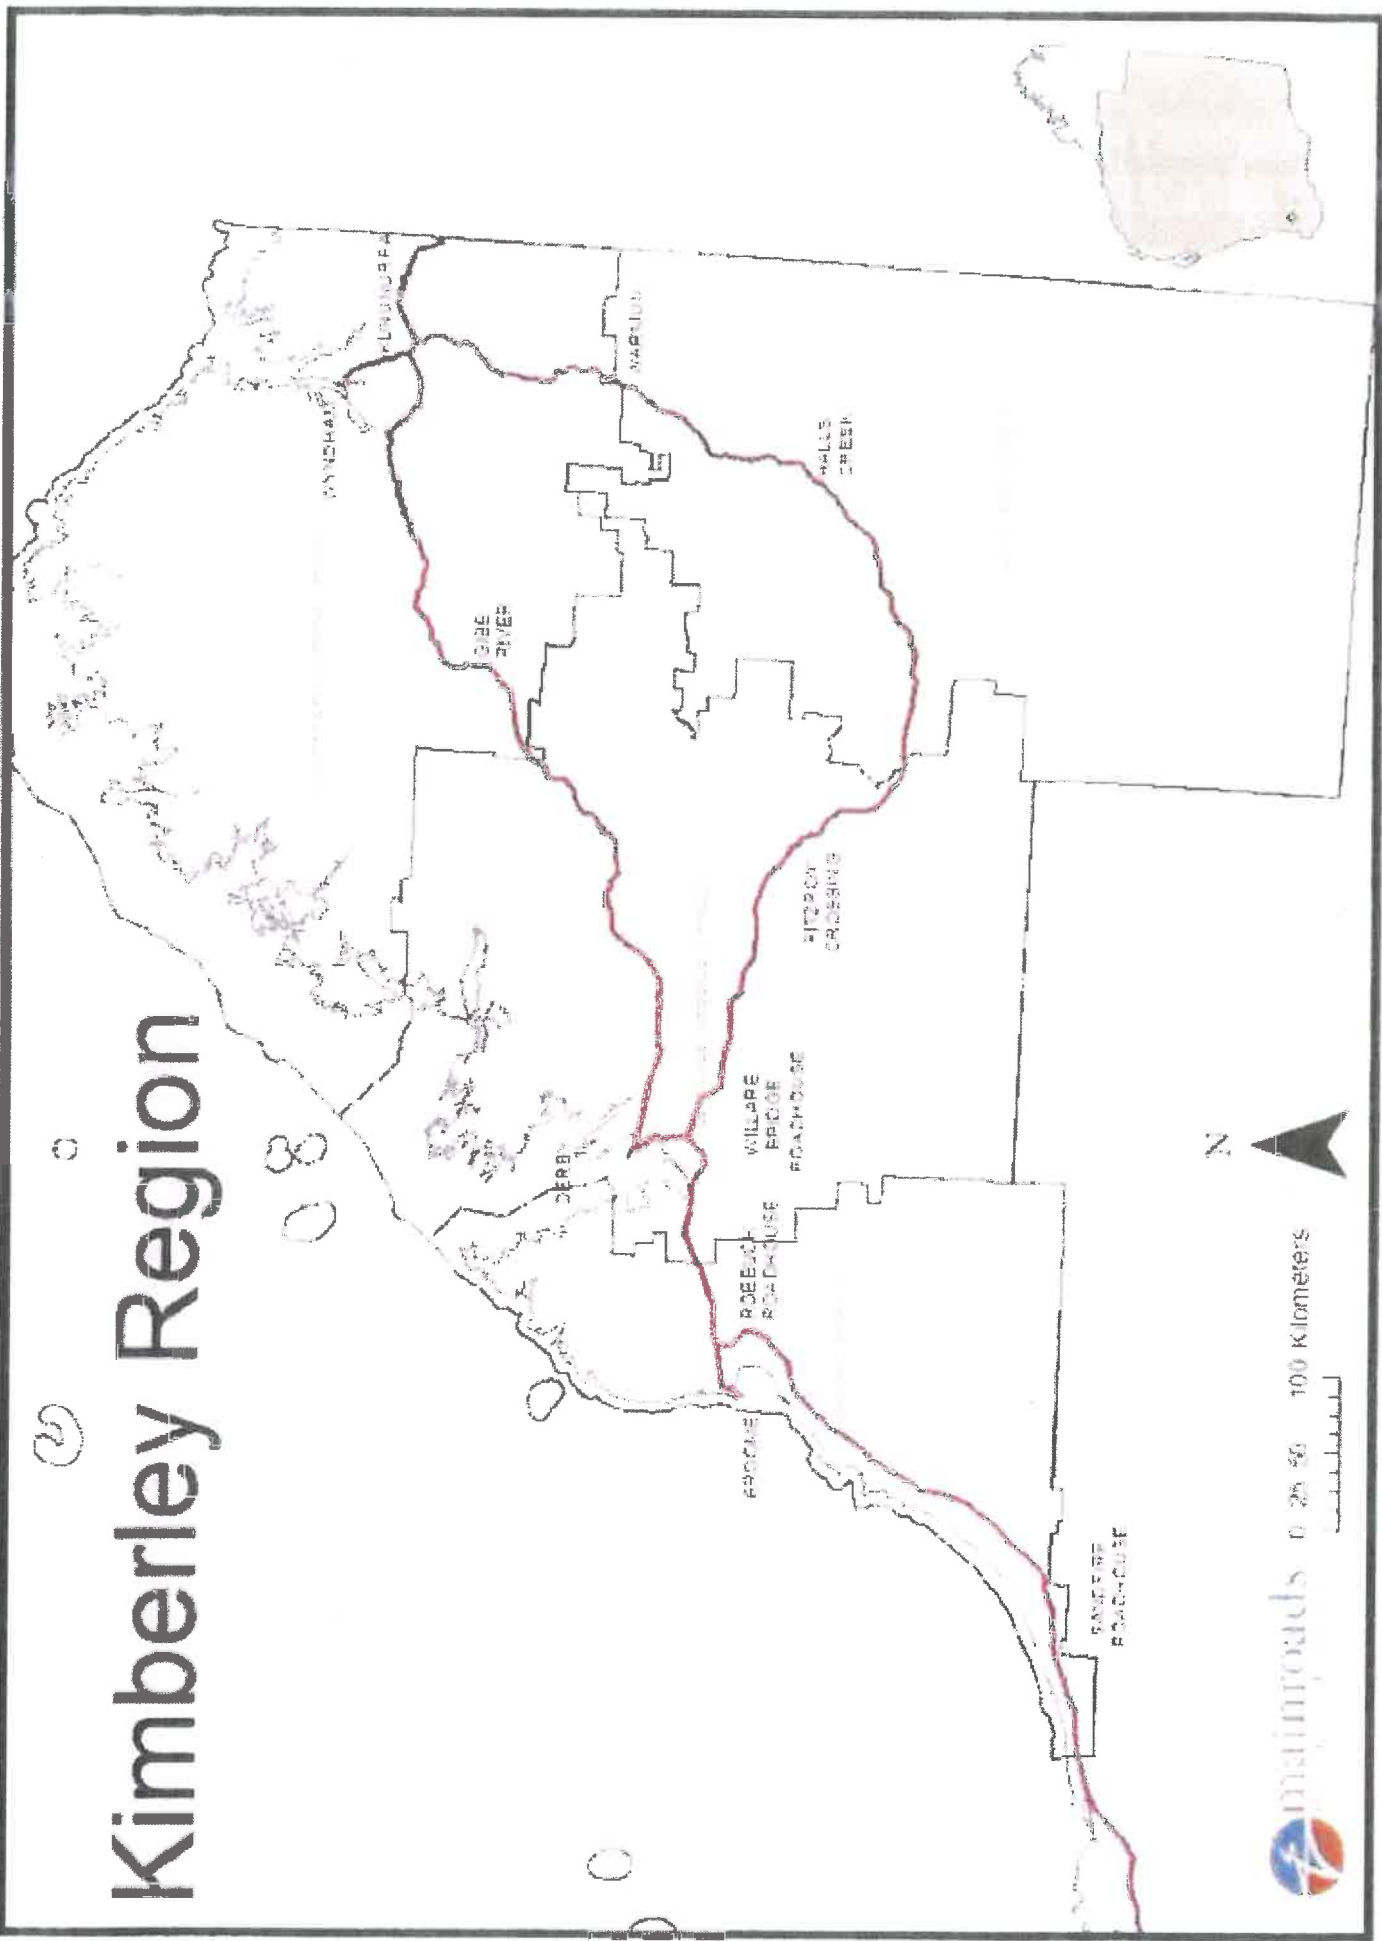 Kimberley Region
WYNDHAM
KUNUNURRA
GIBB
RIVER
WARMUN
HALLS
CREEK
DERBY
WILLARE
BRIDGE
ROADHOUSE
FITZROY
CROSSING
BROOME
ROEBUCK
ROADHOUSE
SANDFIRE
ROADHOUSE
N
mainroads
0 25 50 100 Kilometers